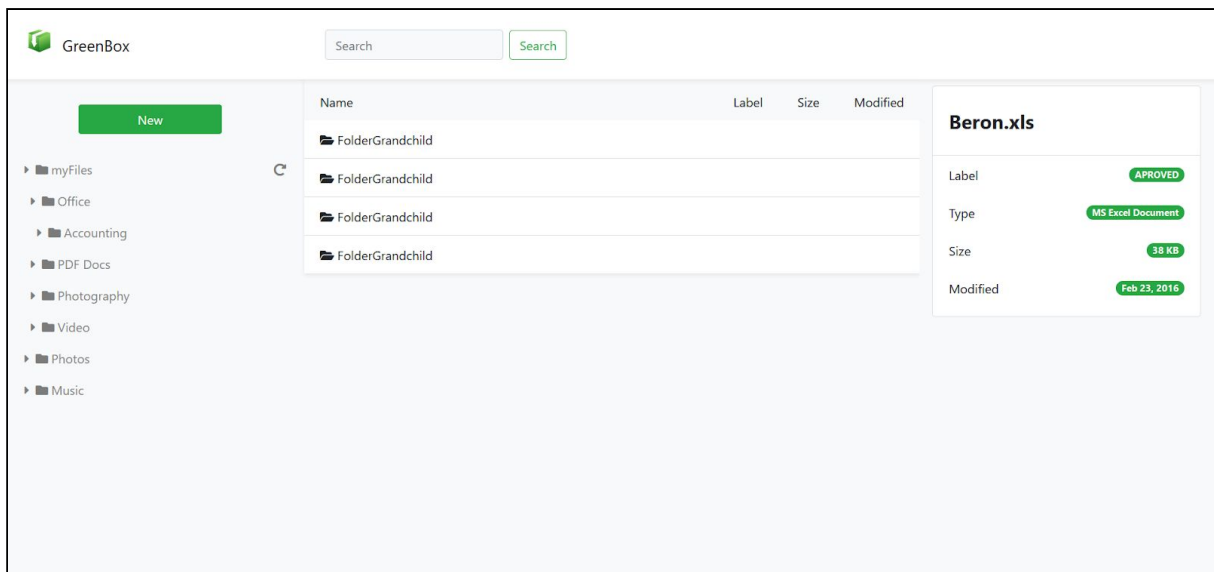 GreenBox
Search Search
New
myFiles
Office
Accounting
PDF Docs
Photography
Video
Photos
Music
Name Label Size Modified
FolderGrandchild
FolderGrandchild
FolderGrandchild
FolderGrandchild
Beron.xls
Label APROVED
Type MS Excel Document
Size 38 KB
Modified Feb 23, 2016